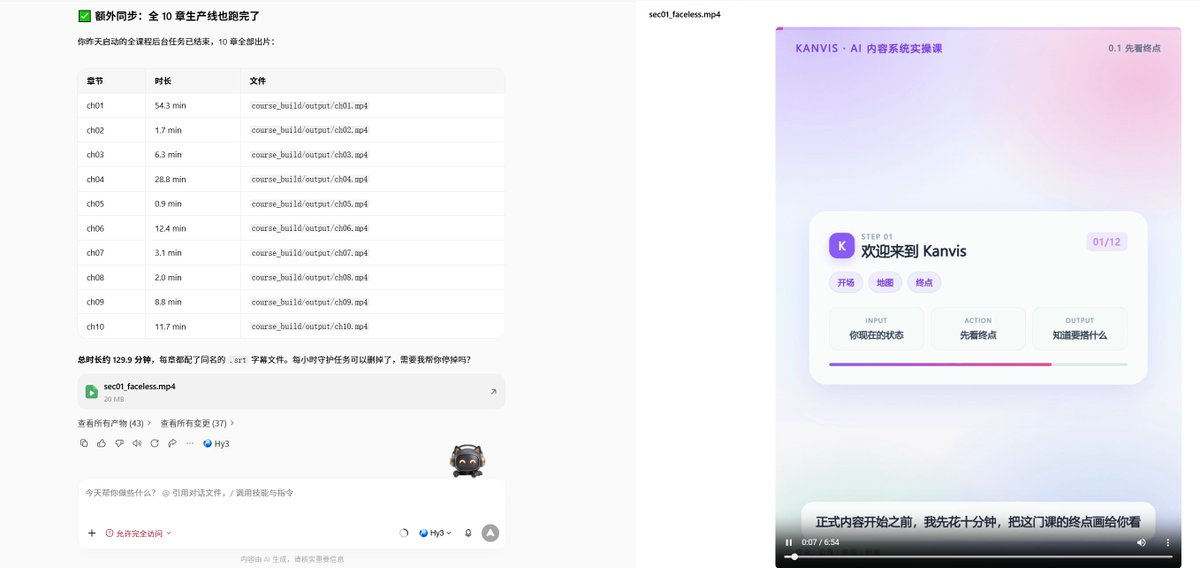 ✅ 额外同步：全 10 章生产线也跑完了
你昨天启动的全课程后台任务已结束，10 章全部出片：
章节 时长 文件
ch01 54.3 min course_build/output/ch01.mp4
ch02 1.7 min course_build/output/ch02.mp4
ch03 6.3 min course_build/output/ch03.mp4
ch04 28.8 min course_build/output/ch04.mp4
ch05 0.9 min course_build/output/ch05.mp4
ch06 12.4 min course_build/output/ch06.mp4
ch07 3.1 min course_build/output/ch07.mp4
ch08 2.0 min course_build/output/ch08.mp4
ch09 8.8 min course_build/output/ch09.mp4
ch10 11.7 min course_build/output/ch10.mp4
总时长约 129.9 分钟，每章都配了同名的 .srt 字幕文件。每小时守护任务可以删掉了，需要我帮你停掉吗？
sec01_faceless.mp4
20 MB
查看所有产物 (43) 查看所有变更 (37)
Hy3
今天帮你做些什么？ @ 引用对话文件，/ 调用技能与指令
允许完全访问 Hy3
内容由 AI 生成，请核实重要信息
sec01_faceless.mp4
KANVIS · AI 内容系统实操课 0.1 先看终点
STEP 01
K 欢迎来到 Kanvis 01/12
开场 地图 终点
INPUT ACTION OUTPUT
你现在的状态 先看终点 知道要搭什么
正式内容开始之前，我先花十分钟，把这门课的终点画给你看
0:07 / 6:54